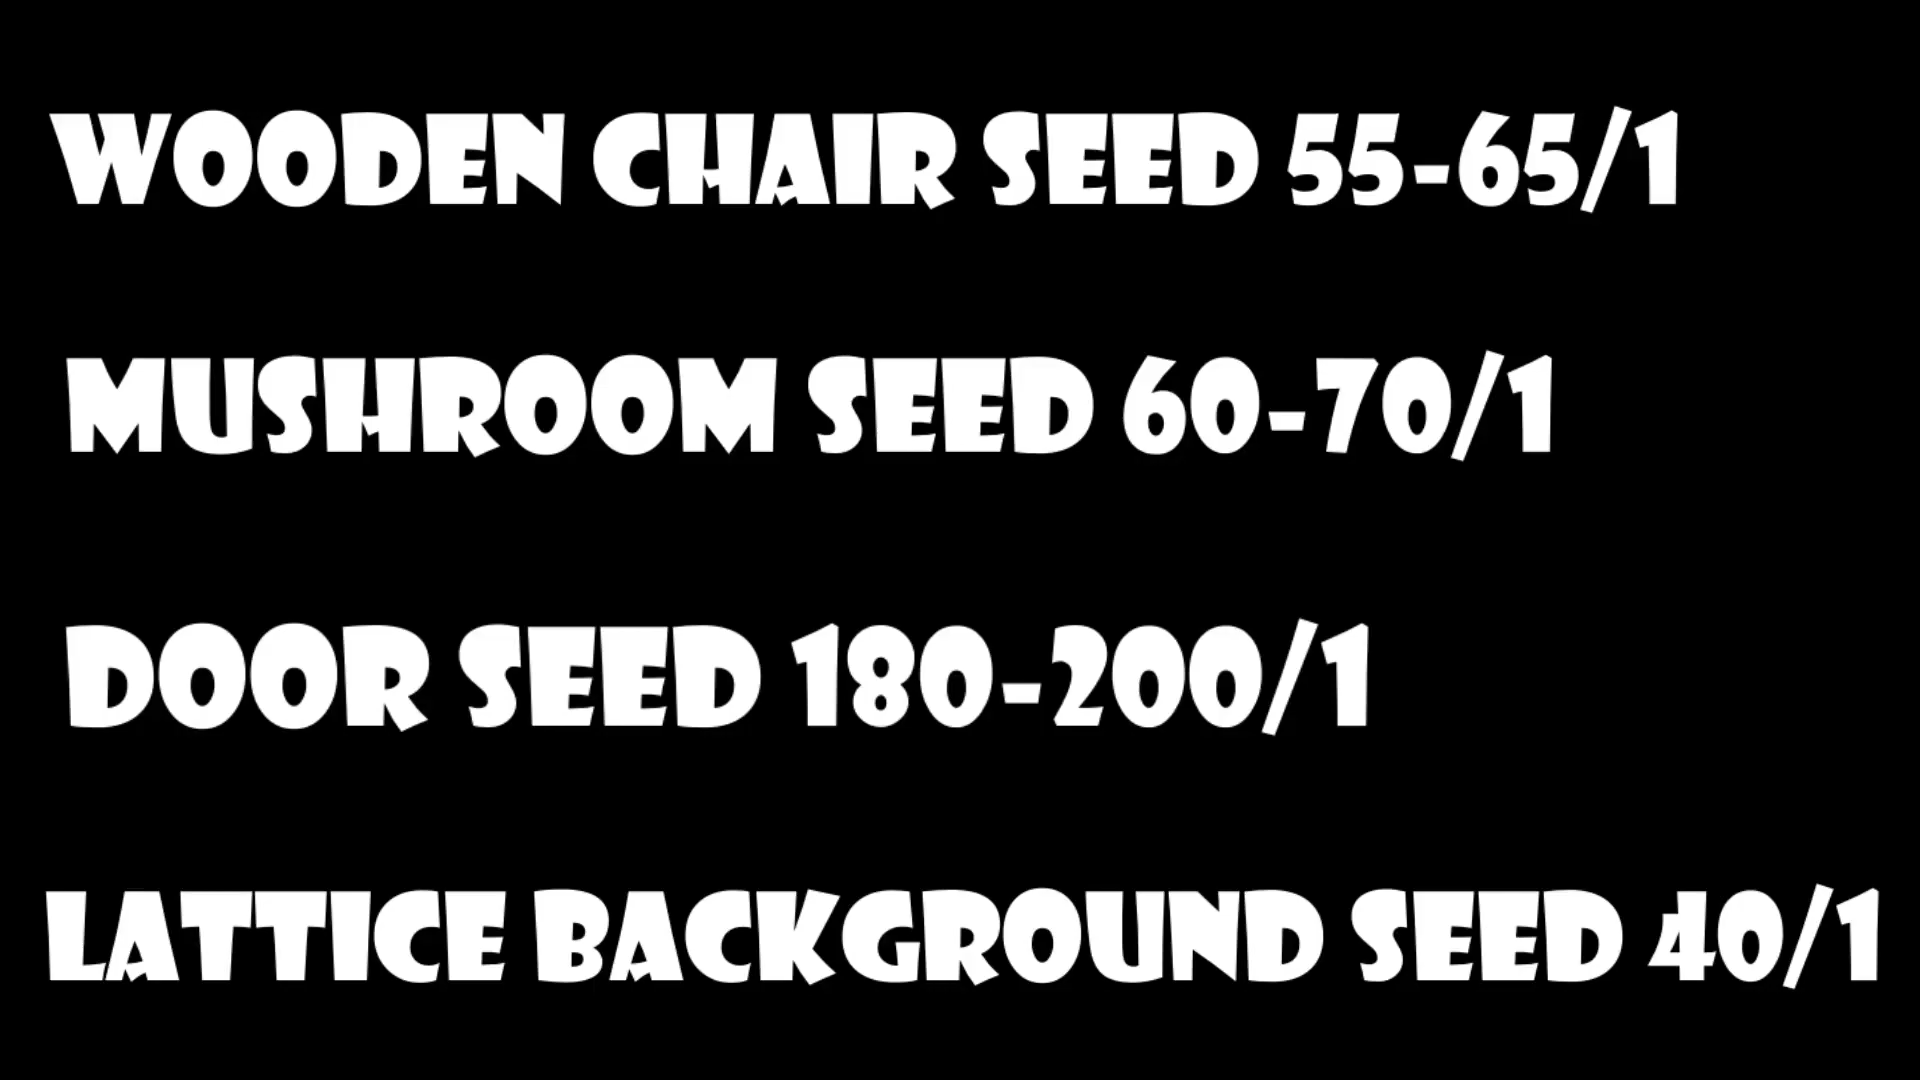 WOODEN CHAIR SEED 55-65/1
MUSHROOM SEED 60-70/1
DOOR SEED 180-200/1
LATTICE BACKGROUND SEED 40/1